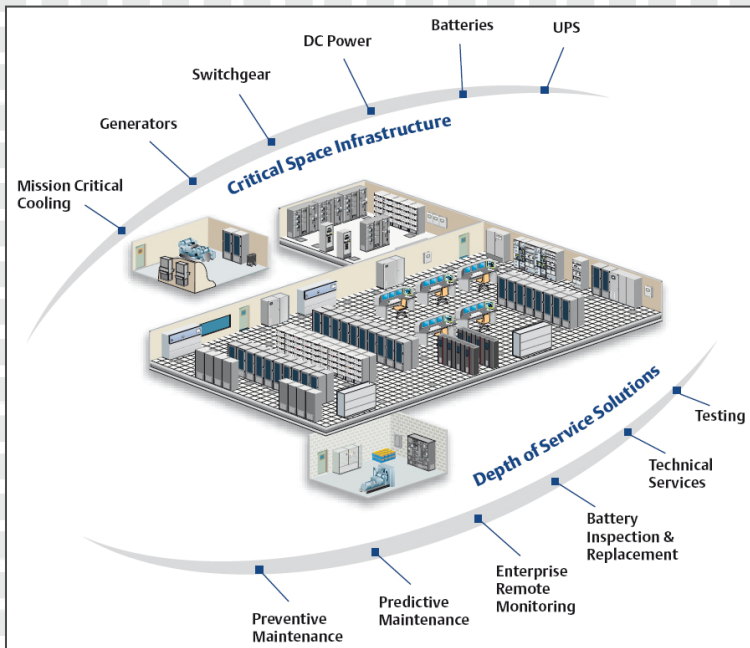 Batteries
UPS
DC Power
Switchgear
Generators
Mission Critical
Cooling
Critical Space Infrastructure
Depth of Service Solutions
Testing
Technical
Services
Battery
Inspection &
Replacement
Enterprise
Remote
Monitoring
Predictive
Maintenance
Preventive
Maintenance